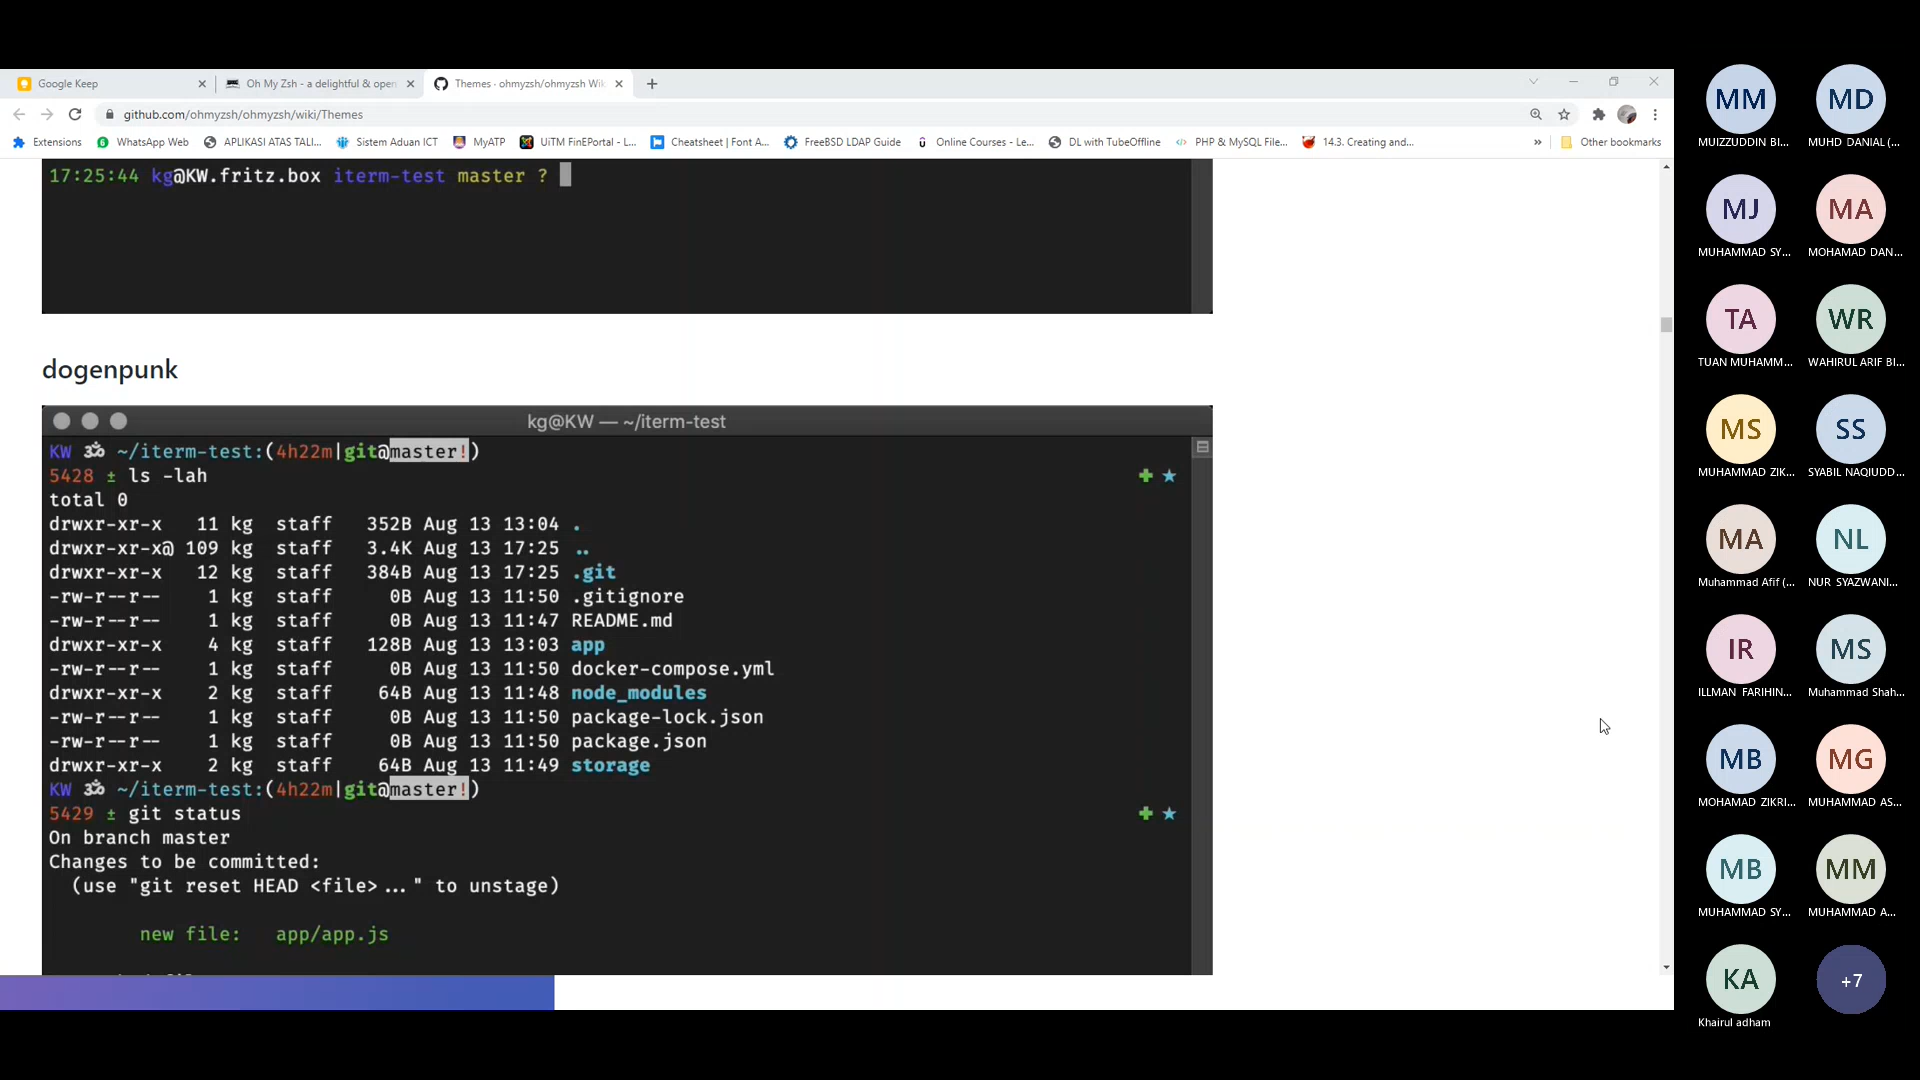 Google Keep
Oh My Zsh - a delightful & open
Themes · ohmyzsh/ohmyzsh Wik
github.com/ohmyzsh/ohmyzsh/wiki/Themes
Extensions
WhatsApp Web
APLIKASI ATAS TALI...
Sistem Aduan ICT
MyATP
UiTM FinEPortal - L...
Cheatsheet | Font A...
FreeBSD LDAP Guide
Online Courses - Le...
DL with TubeOffline
PHP & MySQL File...
14.3. Creating and...
»
Other bookmarks
17:25:44 kg@KW.fritz.box iterm-test master ?
dogenpunk
kg@KW — ~/iterm-test
KW ॐ ~/iterm-test:(4h22m|git@master!)
5428 ± ls -lah
total 0
drwxr-xr-x 11 kg staff 352B Aug 13 13:04 .
drwxr-xr-x@ 109 kg staff 3.4K Aug 13 17:25 ..
drwxr-xr-x 12 kg staff 384B Aug 13 17:25 .git
-rw-r--r-- 1 kg staff 0B Aug 13 11:50 .gitignore
-rw-r--r-- 1 kg staff 0B Aug 13 11:47 README.md
drwxr-xr-x 4 kg staff 128B Aug 13 13:03 app
-rw-r--r-- 1 kg staff 0B Aug 13 11:50 docker-compose.yml
drwxr-xr-x 2 kg staff 64B Aug 13 11:48 node_modules
-rw-r--r-- 1 kg staff 0B Aug 13 11:50 package-lock.json
-rw-r--r-- 1 kg staff 0B Aug 13 11:50 package.json
drwxr-xr-x 2 kg staff 64B Aug 13 11:49 storage
KW ॐ ~/iterm-test:(4h22m|git@master!)
5429 ± git status
On branch master
Changes to be committed:
(use "git reset HEAD <file>..." to unstage)
new file: app/app.js
MM
MUIZZUDDIN BI...
MD
MUHD DANIAL (...
MJ
MUHAMMAD SY...
MA
MOHAMAD DAN...
TA
TUAN MUHAMM...
WR
WAHIRUL ARIF BI...
MS
MUHAMMAD ZIK...
SS
SYABIL NAQIUDD...
MA
Muhammad Afif (...
NL
NUR SYAZWANI...
IR
ILLMAN FARIHIN...
MS
Muhammad Shah...
MB
MOHAMAD ZIKRI...
MG
MUHAMMAD AS...
MB
MUHAMMAD SY...
MM
MUHAMMAD A...
KA
Khairul adham
+7